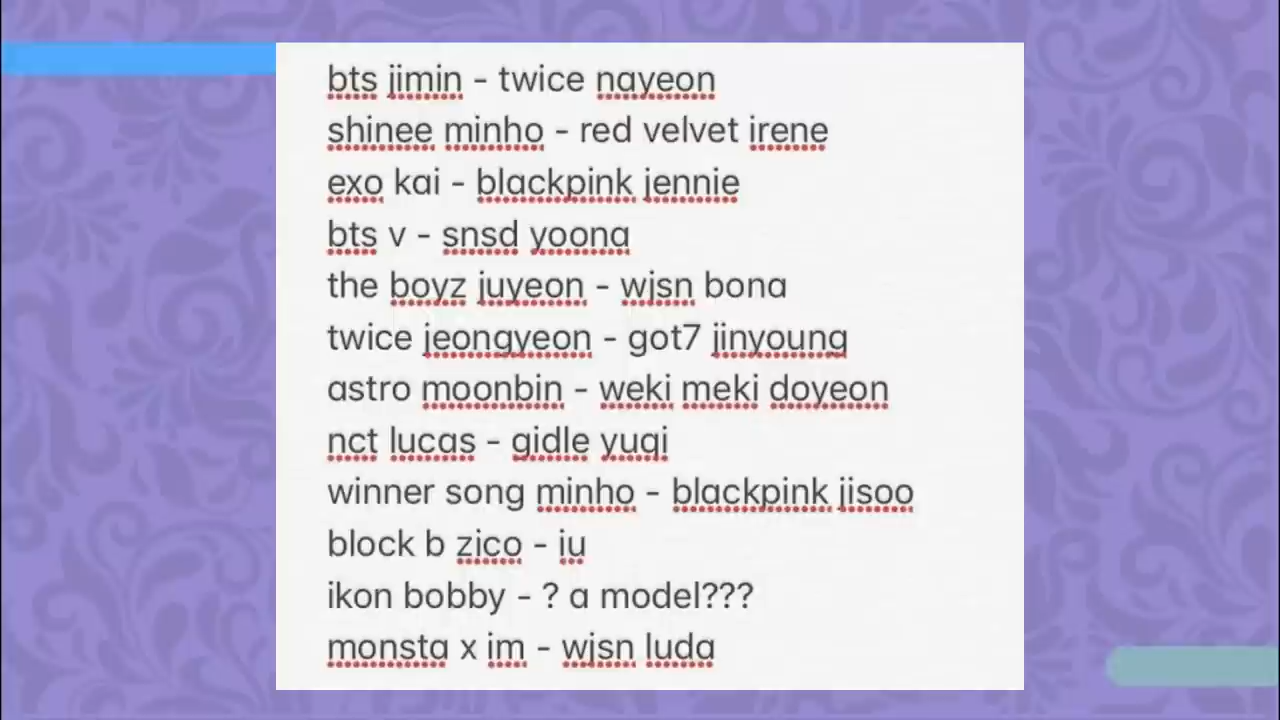 bts jimin - twice nayeon
shinee minho - red velvet irene
exo kai - blackpink jennie
bts v - snsd yoona
the boyz juyeon - wjsn bona
twice jeongyeon - got7 jinyoung
astro moonbin - weki meki doyeon
nct lucas - gidle yuqi
winner song minho - blackpink jisoo
block b zico - iu
ikon bobby - ? a model???
monsta x im - wjsn luda